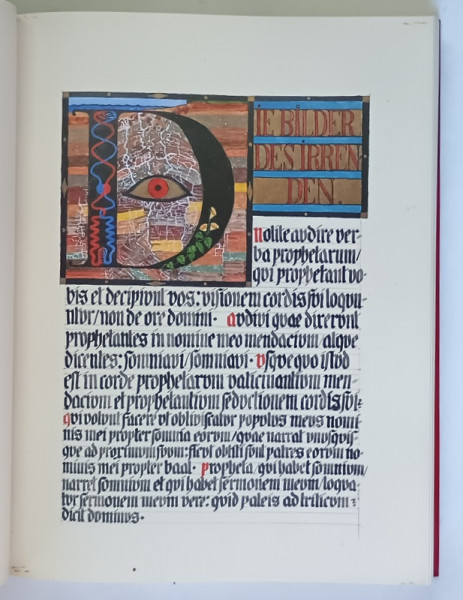 DIE BILDER
DES IRREN
DEN.
Nolite audire ver-
ba prophetarum/
qui prophetant vo-
bis et decipiunt vos: visionem cordis sui loqun-
tur/non de ore domini. Audivi quae dixerunt
prophetantes in nomine meo mendacium atque
dicentes: somniavi/somniavi. Usque quo istud
est in corde prophetarum vaticinantium men-
dacium et prophetantium seductionem cordis sui.
Qui volunt facere ut obliviscatur populus meus nomi-
nis mei propter somnia eorum/quae narrat unusquis-
que ad proximum suum: sicut obliti sunt patres eorum no-
minis mei propter baal. Propheta/qui habet somnium/
narret somnium et qui habet sermonem meum/loqua-
tur sermonem meum vere: quid paleis ad triticum:
dicit dominus.